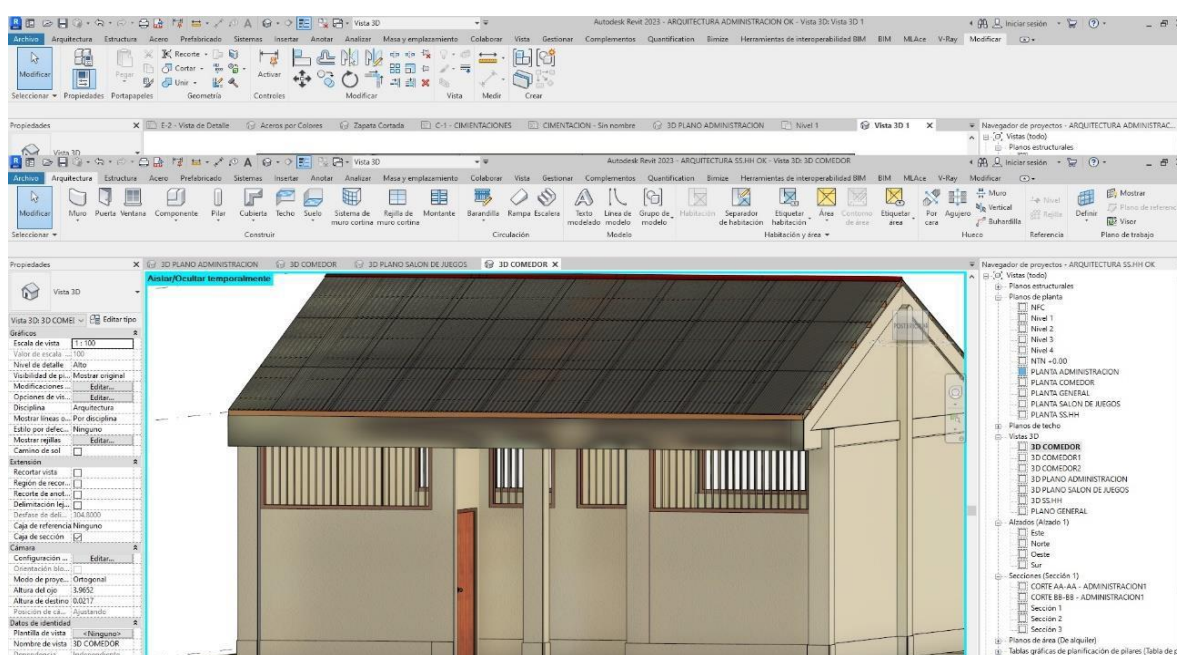 Vista 3D
Autodesk Revit 2023 - ARQUITECTURA ADMINISTRACION OK - Vista 3D: Vista 3D 1
Iniciar sesión
Archivo Arquitectura Estructura Acero Prefabricado Sistemas Insertar Anotar Analizar Masa y emplazamiento Colaborar Vista Gestionar Complementos Quantification Bimize Herramientas de interoperabilidad BIM BIM MLAce V-Ray Modificar
Recorte
Modificar Pegar Cortar Activar
Unir
Seleccionar Propiedades Portapapeles Geometría Controles Modificar Vista Medir Crear
Propiedades E-2 - Vista de Detalle Aceros por Colores Zapata Cortada C-1 - CIMENTACIONES CIMENTACION - Sin nombre 3D PLANO ADMINISTRACION Nivel 1 Vista 3D 1 X Navegador de proyectos - ARQUITECTURA ADMINISTRAC...
Vistas (todo)
Vista 3D Planos estructurales
Vista 3D
Autodesk Revit 2023 - ARQUITECTURA SS.HH OK - Vista 3D: 3D COMEDOR
Iniciar sesión
Archivo Arquitectura Estructura Acero Prefabricado Sistemas Insertar Anotar Analizar Masa y emplazamiento Colaborar Vista Gestionar Complementos Quantification Bimize Herramientas de interoperabilidad BIM BIM MLAce V-Ray Modificar
Modificar Muro Puerta Ventana Componente Pilar Cubierta Techo Suelo Sistema de muro cortina Rejilla de muro cortina Montante Barandilla Rampa Escalera Texto modelado Línea de modelo Grupo de modelo Habitación Separador de habitación Etiquetar habitación Área Contorno de área Etiquetar área Por cara Agujero Muro Vertical Buhardilla Nivel Rejilla Definir Mostrar Plano de referenc Visor
Seleccionar Construir Circulación Modelo Habitación y área Hueco Referencia Plano de trabajo
Propiedades X 3D PLANO ADMINISTRACION 3D COMEDOR 3D PLANO SALON DE JUEGOS 3D COMEDOR X Navegador de proyectos - ARQUITECTURA SS.HH OK
Aislar/Ocultar temporalmente
POSTERIOR
Vista 3D
Vista 3D: 3D COMEI Editar tipo
Gráficos
Escala de vista 1 : 100
Valor de escala ... 100
Nivel de detalle Alto
Visibilidad de pi... Mostrar original
Modificaciones ... Editar...
Opciones de vis... Editar...
Disciplina Arquitectura
Mostrar líneas o... Por disciplina
Estilo por defec... Ninguno
Mostrar rejillas Editar...
Camino de sol
Extensión
Recortar vista
Región de recor...
Recorte de anot...
Delimitación lej...
Desfase de deli... 304.8000
Caja de referencia Ninguno
Caja de sección
Cámara
Configuración ... Editar...
Orientación blo...
Modo de proye... Ortogonal
Altura del ojo 3.9652
Altura de destino 0.0217
Posición de cá... Ajustando
Datos de identidad
Plantilla de vista <Ninguno>
Nombre de vista 3D COMEDOR
Dependencia Independiente
Vistas (todo)
Planos estructurales
Planos de planta
NFC
Nivel 1
Nivel 2
Nivel 3
Nivel 4
NTN +0.00
PLANTA ADMINISTRACION
PLANTA COMEDOR
PLANTA GENERAL
PLANTA SALON DE JUEGOS
PLANTA SS.HH
Planos de techo
Vistas 3D
3D COMEDOR
3D COMEDOR1
3D COMEDOR2
3D PLANO ADMINISTRACION
3D PLANO SALON DE JUEGOS
3D SS.HH
PLANO GENERAL
Alzados (Alzado 1)
Este
Norte
Oeste
Sur
Secciones (Sección 1)
CORTE AA-AA - ADMINISTRACION1
CORTE BB-BB - ADMINISTRACION1
Sección 1
Sección 2
Sección 3
Planos de área (De alquiler)
Tablas gráficas de planificación de pilares (Tabla de p